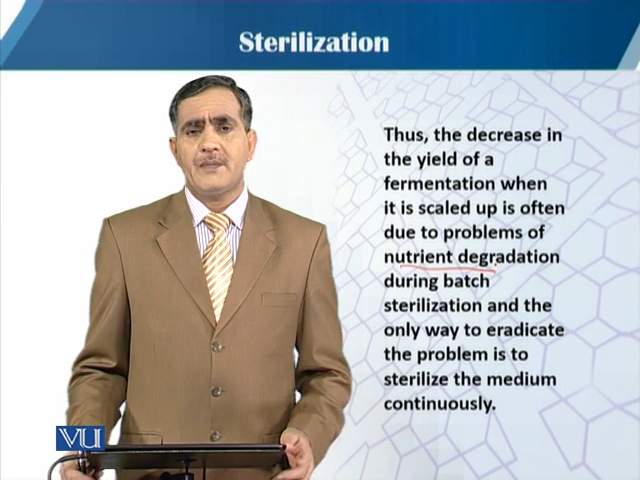 Sterilization
Thus, the decrease in
the yield of a
fermentation when
it is scaled up is often
due to problems of
nutrient degradation
during batch
sterilization and the
only way to eradicate
the problem is to
sterilize the medium
continuously.
VU